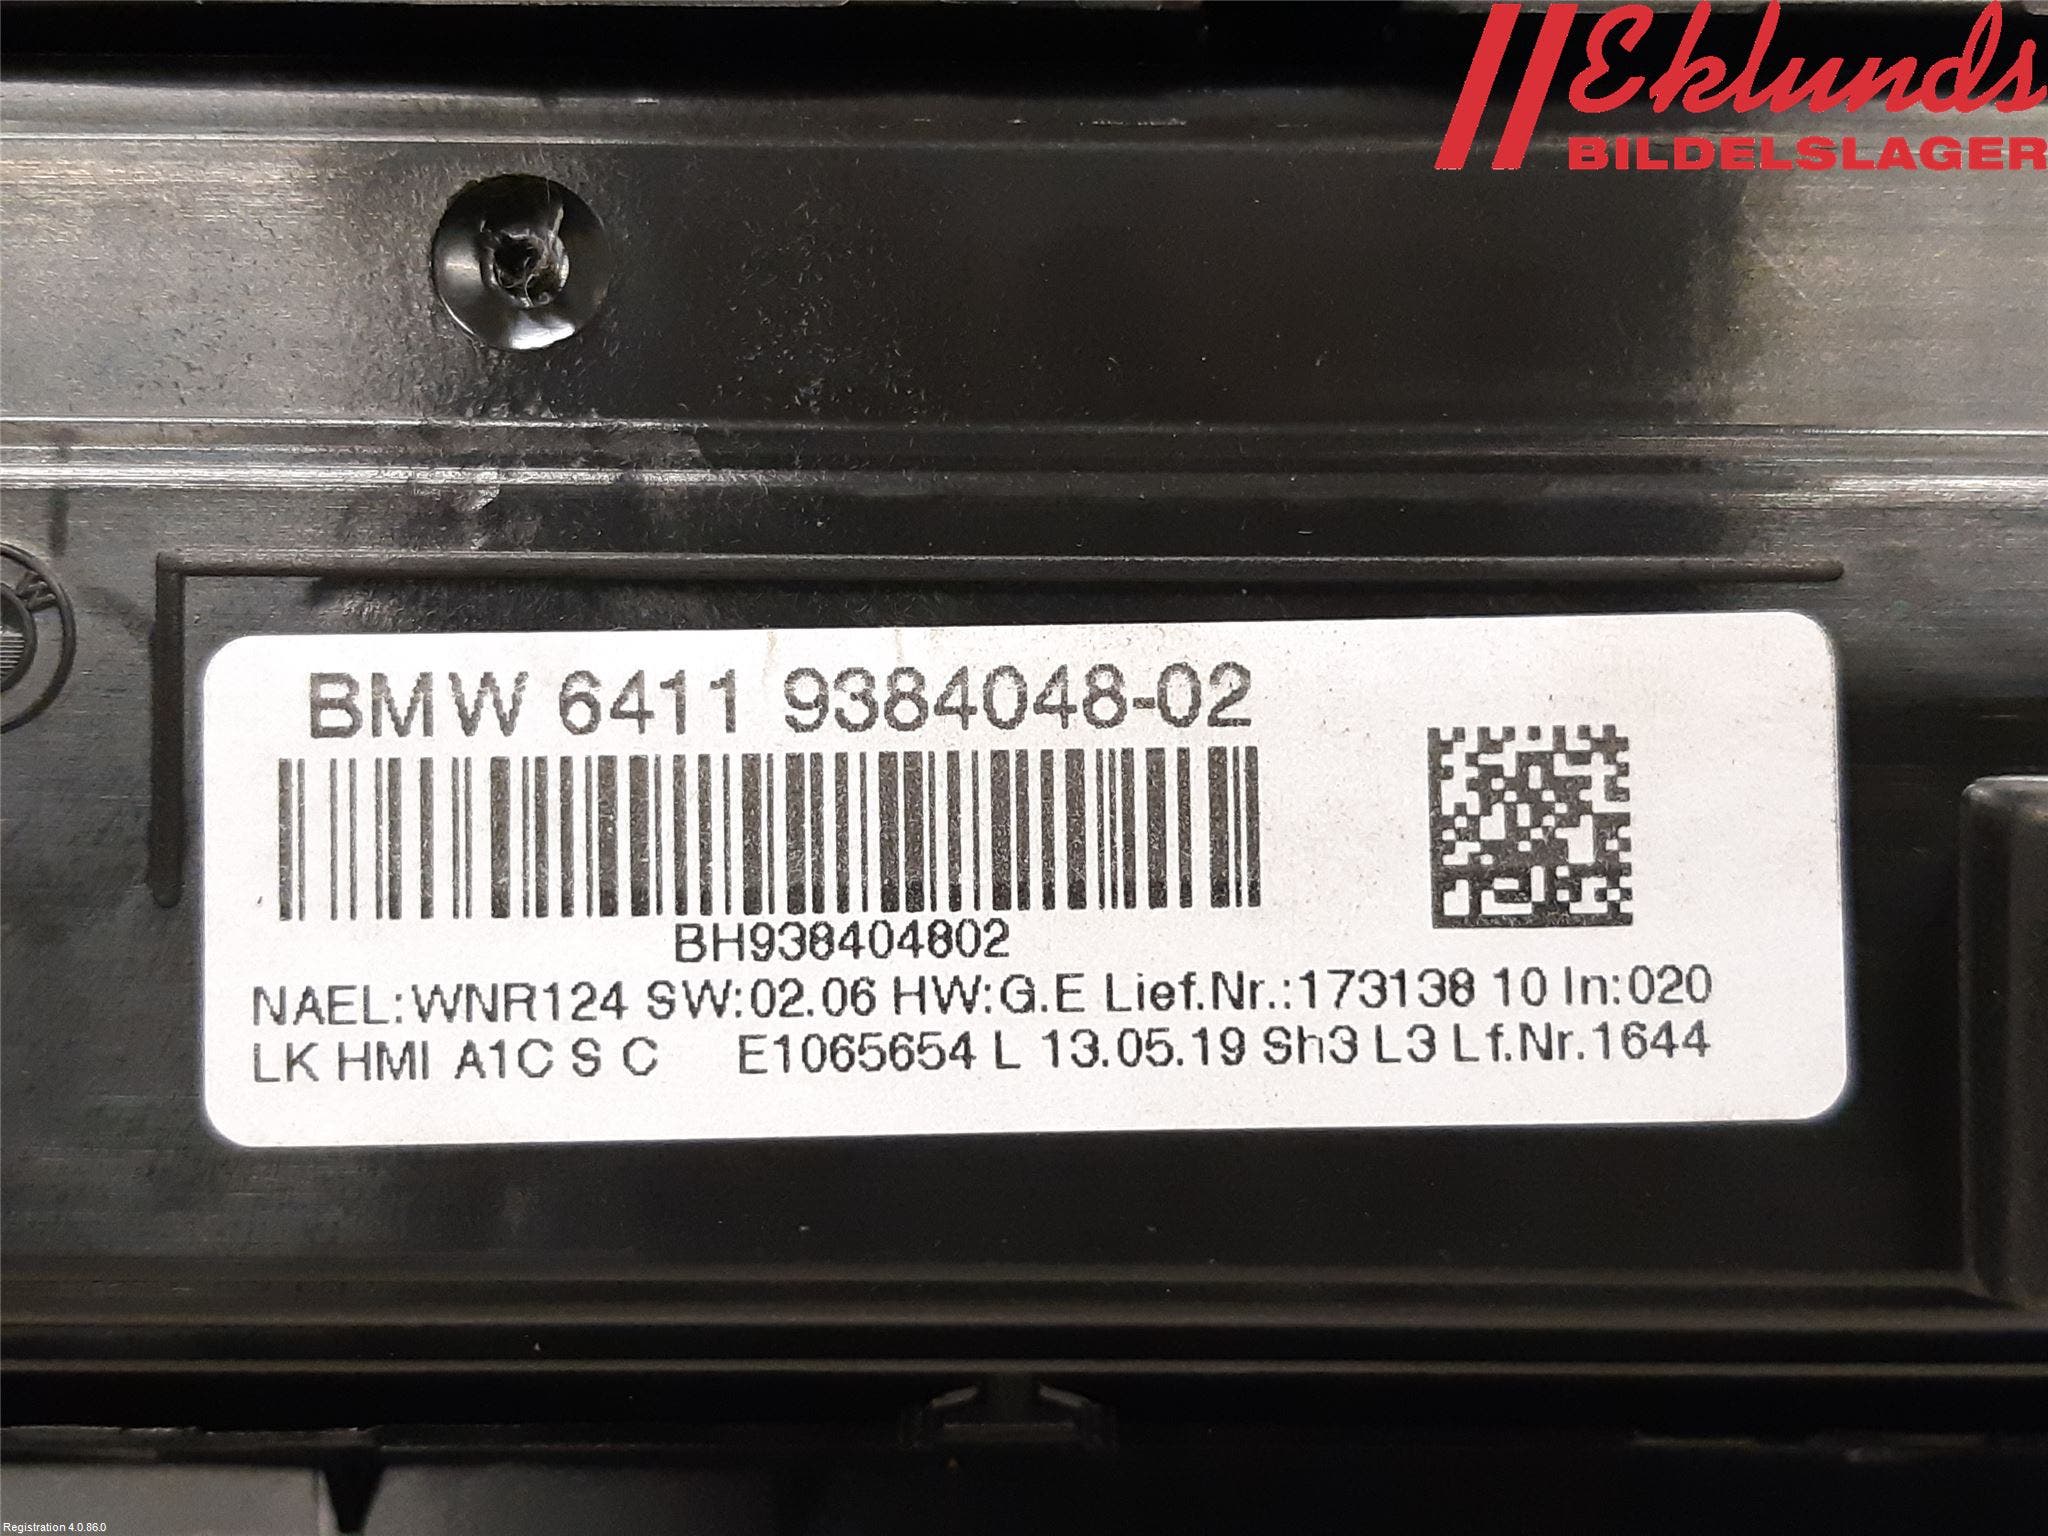 Eklunds
BILDELSLAGER
BMW 6411 9384048-02
BH938404802
NAEL:WNR124 SW:02.06 HW:G.E Lief.Nr.:173138 10 In:020
LK HMI A1C S C E1065654 L 13.05.19 Sh3 L3 Lf.Nr.1644
Registration 4.0.86.0